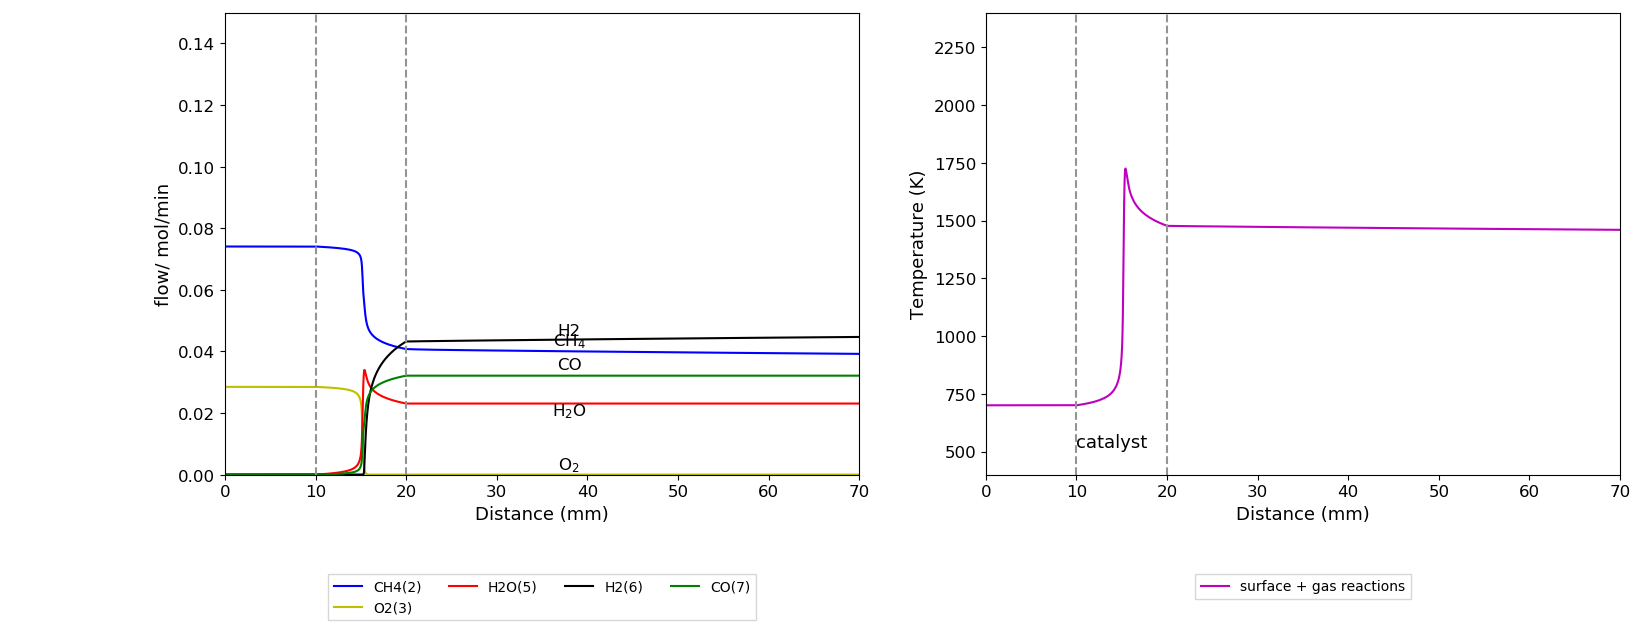 0.14
0.12
0.10
0.08
0.06
0.04
0.02
0.00
flow/ mol/min
H2
CH₄
CO
H₂O
O₂
0 10 20 30 40 50 60 70
Distance (mm)
CH4(2) H2O(5) H2(6) CO(7)
O2(3)
2250
2000
1750
1500
1250
1000
750
500
Temperature (K)
catalyst
0 10 20 30 40 50 60 70
Distance (mm)
surface + gas reactions